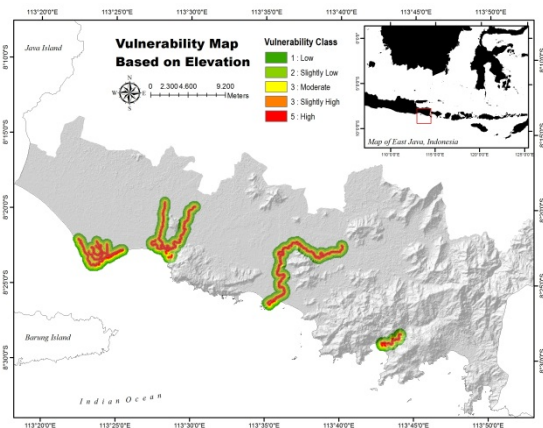 113°20'0"E 113°25'0"E 113°30'0"E 113°35'0"E 113°40'0"E 113°45'0"E 113°50'0"E
Java Island
Vulnerability Map
Based on Elevation
N
W E
S
0 2.300 4.600 9.200
Meters
Vulnerability Class
1 : Low
2 : Slightly Low
3 : Moderate
4 : Slightly High
5 : High
Map of East Java, Indonesia
8°10'0"S
8°15'0"S
8°20'0"S
8°25'0"S
8°30'0"S
Barung Island
Indian Ocean
113°20'0"E 113°25'0"E 113°30'0"E 113°35'0"E 113°40'0"E 113°45'0"E 113°50'0"E